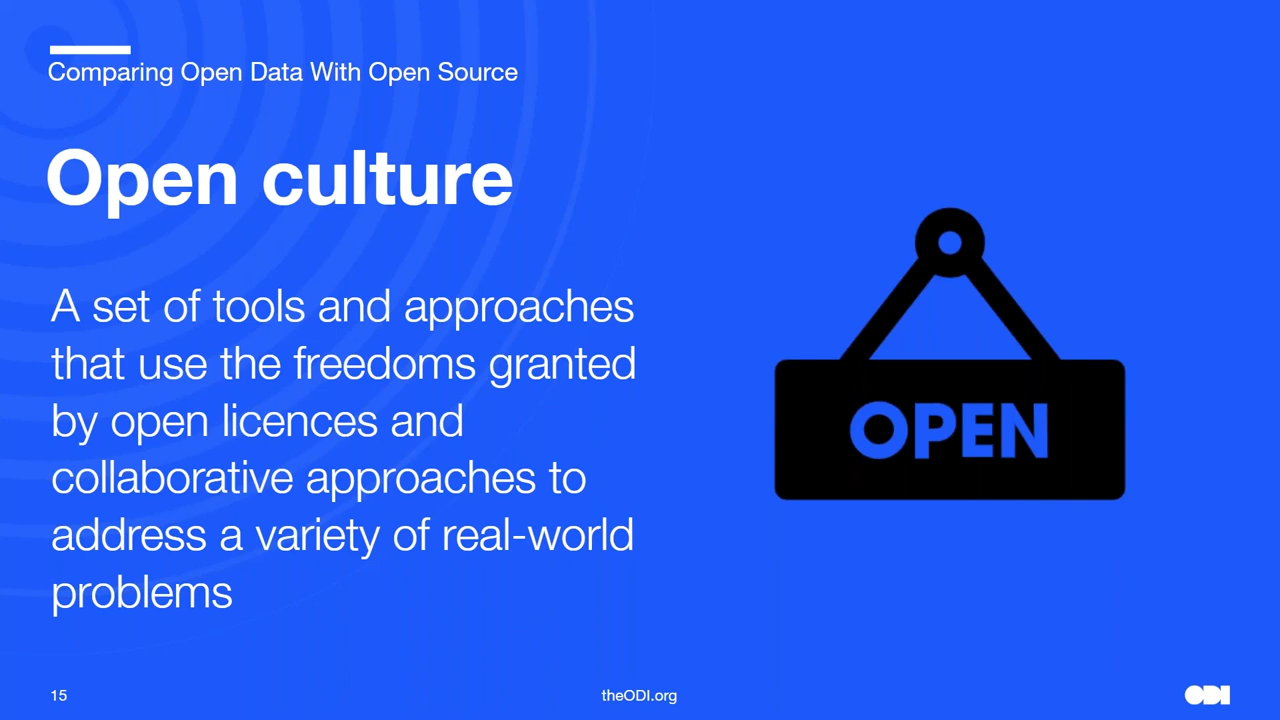 Comparing Open Data With Open Source
Open culture
A set of tools and approaches
that use the freedoms granted
by open licences and
collaborative approaches to
address a variety of real-world
problems
OPEN
15
theODI.org
ODI